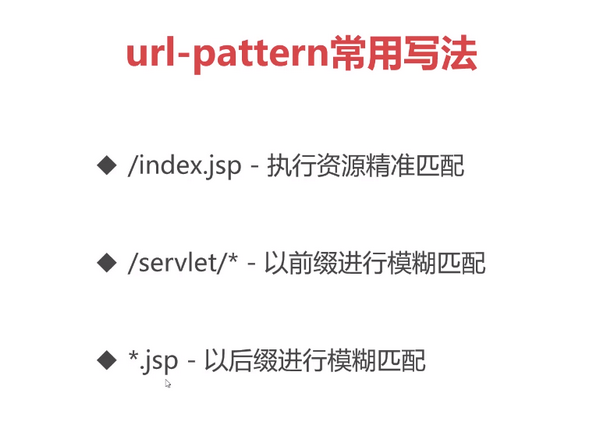 url-pattern常用写法
◆ /index.jsp - 执行资源精准匹配
◆ /servlet/* - 以前缀进行模糊匹配
◆ *.jsp - 以后缀进行模糊匹配